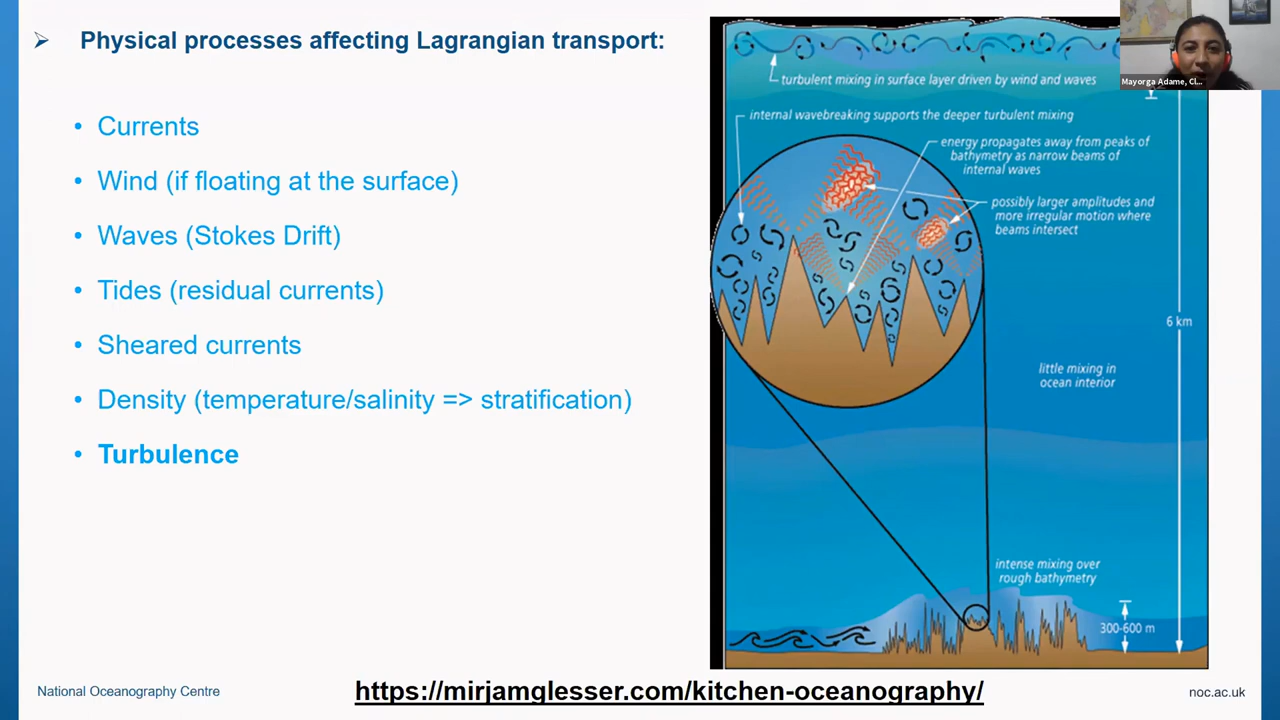 Physical processes affecting Lagrangian transport:
• Currents
• Wind (if floating at the surface)
• Waves (Stokes Drift)
• Tides (residual currents)
• Sheared currents
• Density (temperature/salinity => stratification)
• Turbulence
turbulent mixing in surface layer driven by wind and waves
internal wavebreaking supports the deeper turbulent mixing
energy propagates away from peaks of
bathymetry as narrow beams of
internal waves
possibly larger amplitudes and
more irregular motion where
beams intersect
6 km
little mixing in
ocean interior
intense mixing over
rough bathymetry
300-600 m
Mayorga Adame, Cl...
National Oceanography Centre
https://mirjamglesser.com/kitchen-oceanography/
noc.ac.uk